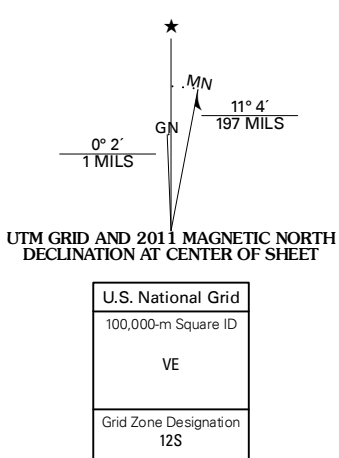 ★
MN
11° 4´
197 MILS
GN
0° 2´
1 MILS
UTM GRID AND 2011 MAGNETIC NORTH
DECLINATION AT CENTER OF SHEET
U.S. National Grid
100,000-m Square ID
VE
Grid Zone Designation
12S